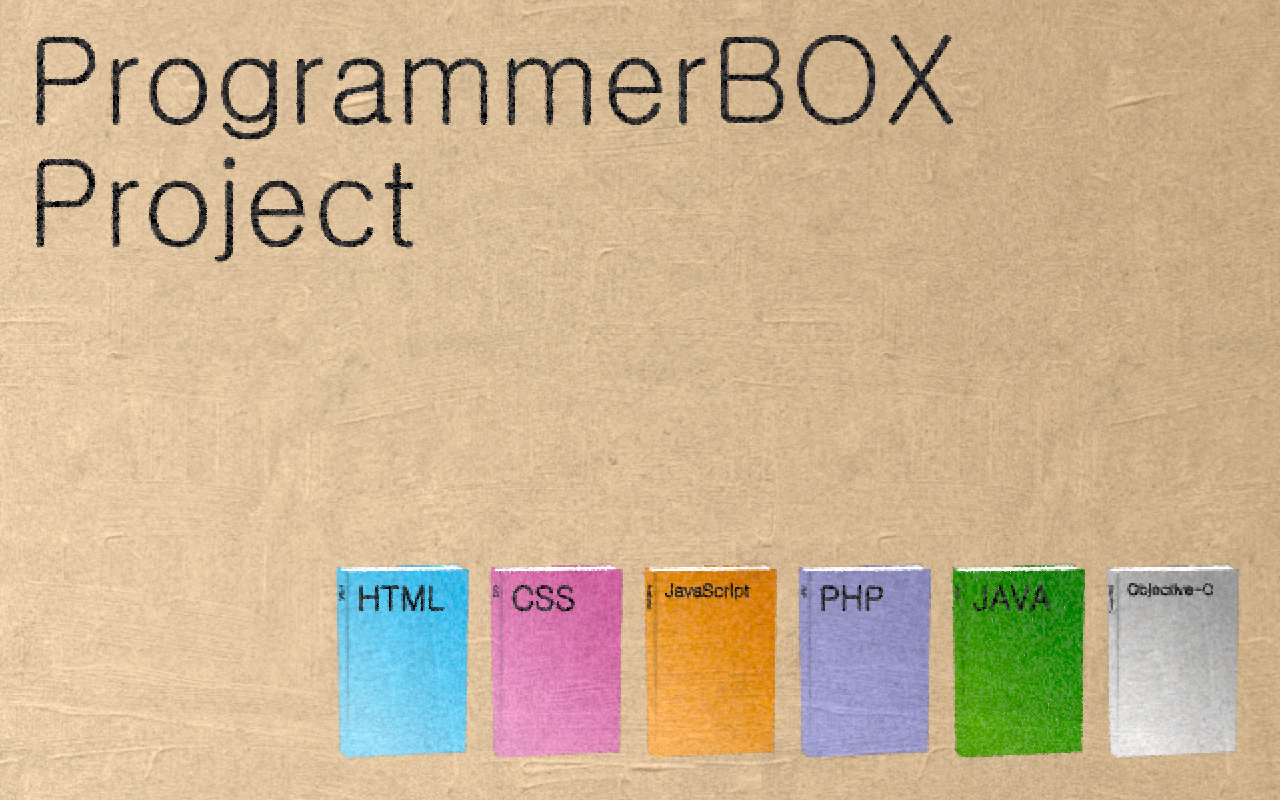 ProgrammerBOX
Project
HTML
CSS
JavaScript
PHP
JAVA
Objective-C